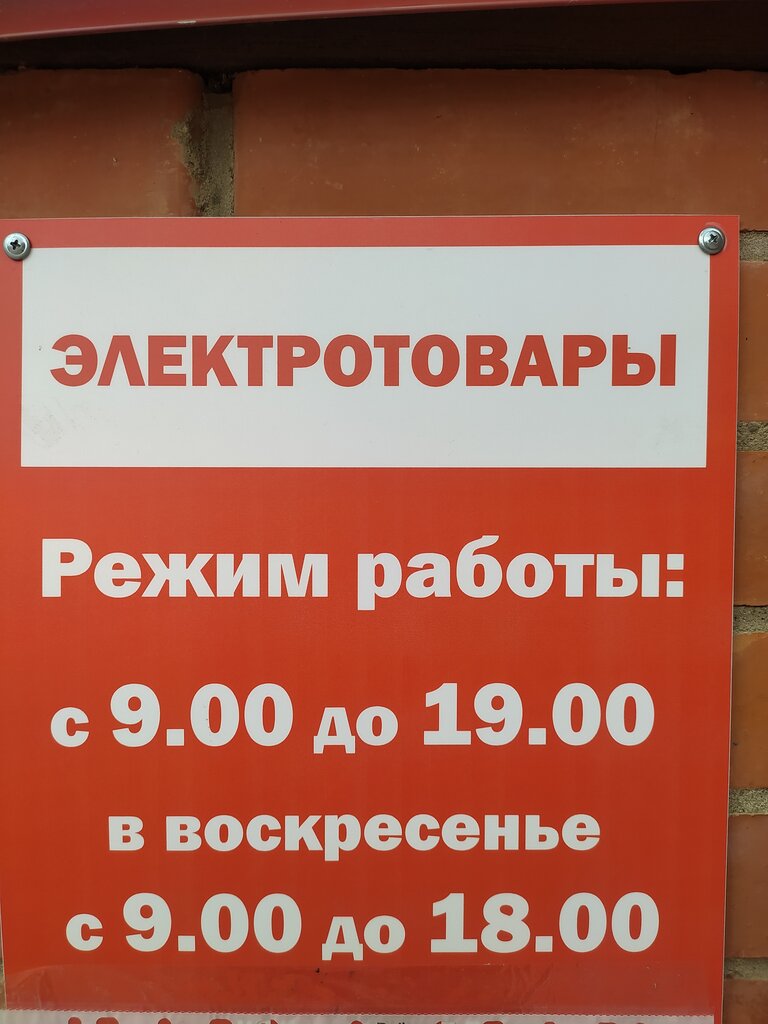 ЭЛЕКТРОТОВАРЫ
Режим работы:
с 9.00 до 19.00
в воскресенье
с 9.00 до 18.00